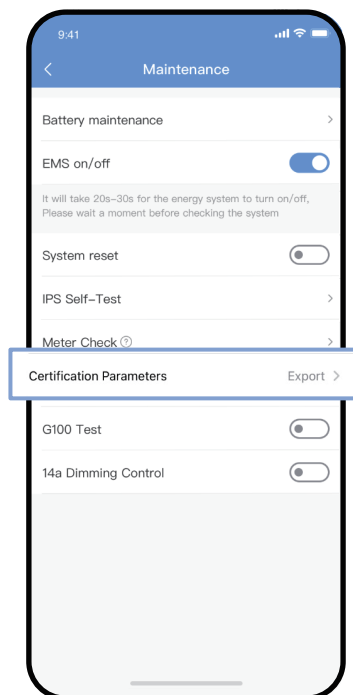 9:41
Maintenance
Battery maintenance
EMS on/off
It will take 20s-30s for the energy system to turn on/off,
Please wait a moment before checking the system
System reset
IPS Self-Test
Meter Check ?
Certification Parameters Export
G100 Test
14a Dimming Control